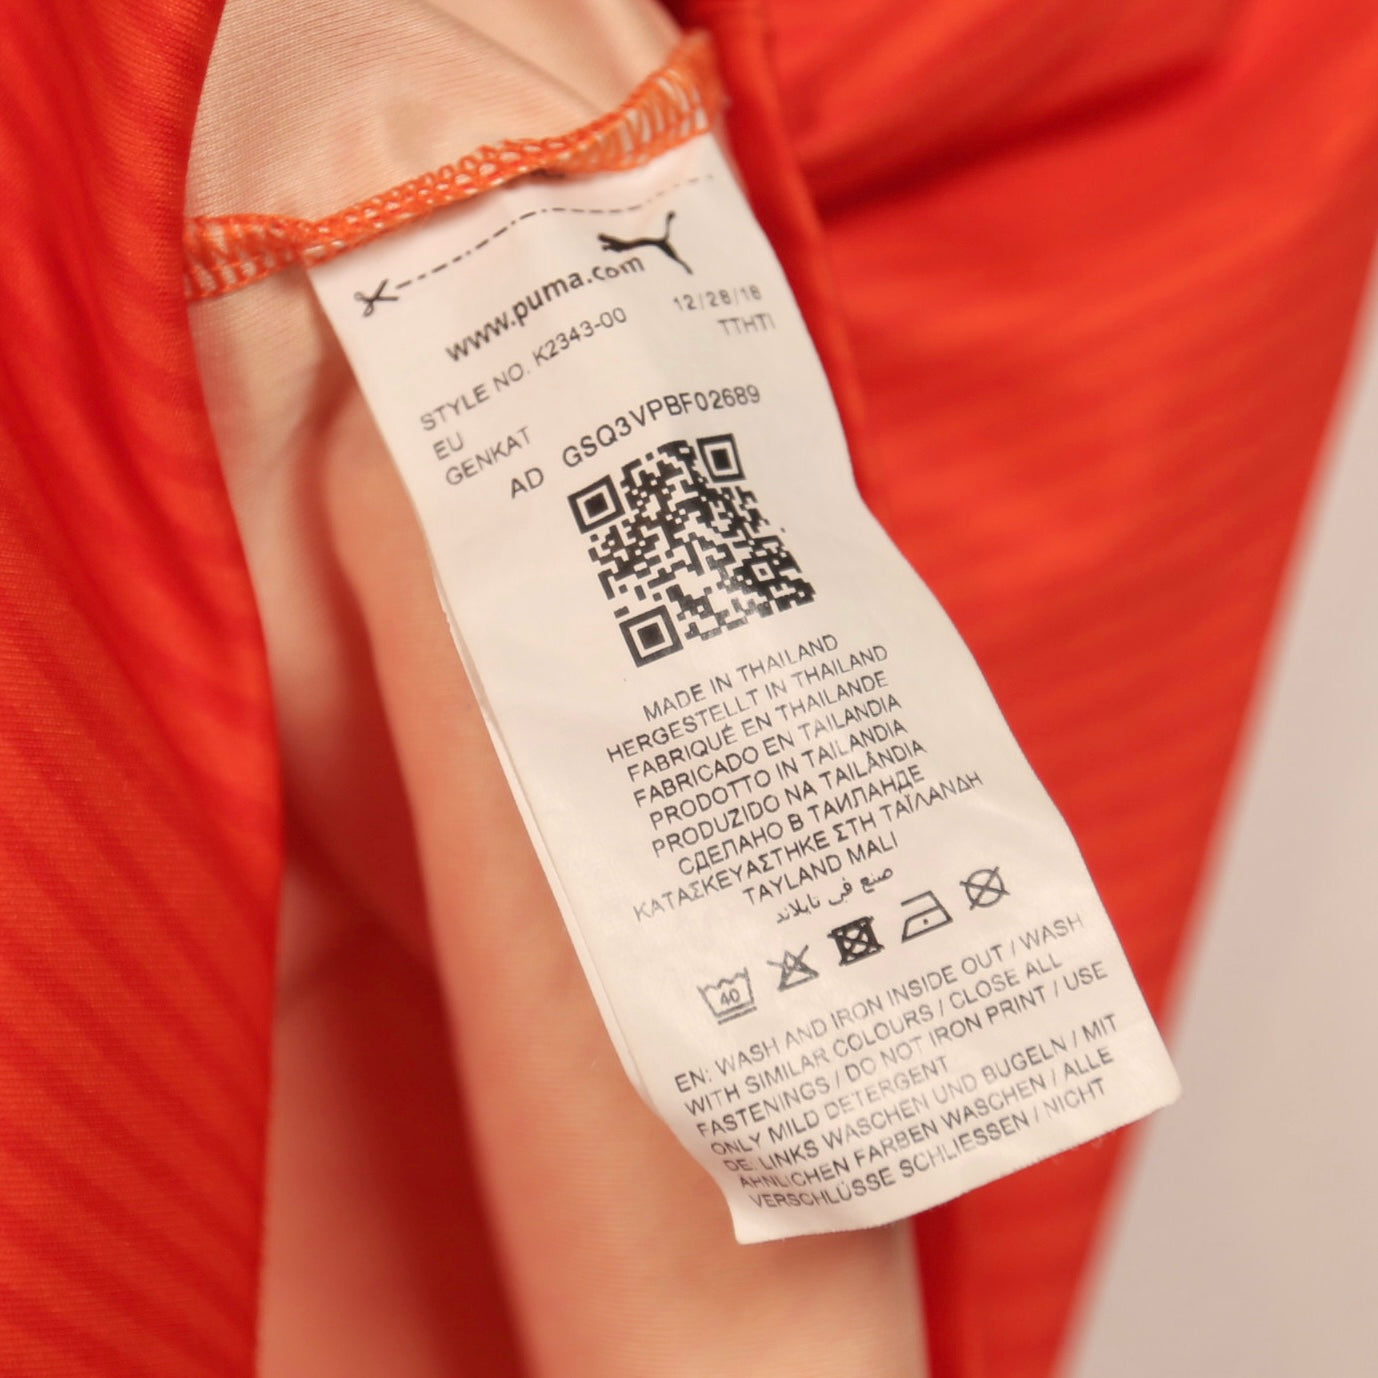 www.puma.com
STYLE NO. K2343-00 12/28/18
EU TTHTI
GENKAT
AD GSQ3VPBF02689
MADE IN THAILAND
HERGESTELLT IN THAILAND
FABRIQUÉ EN THAILANDE
FABRICADO EN TAILANDIA
PRODOTTO IN TAILANDIA
PRODUZIDO NA TAILÂNDIA
СДЕЛАНО В ТАИЛАНДЕ
ΚΑΤΑΣΚΕΥΑΣΤΗΚΕ ΣΤΗ ΤΑΪΛΑΝΔΗ
TAYLAND MALI
صنع في تايلاند
40
EN: WASH AND IRON INSIDE OUT / WASH
WITH SIMILAR COLOURS / CLOSE ALL
FASTENINGS / DO NOT IRON PRINT / USE
ONLY MILD DETERGENT
DE: LINKS WASCHEN UND BUGELN / MIT
ÄHNLICHEN FARBEN WASCHEN / ALLE
VERSCHLÜSSE SCHLIESSEN / NICHT